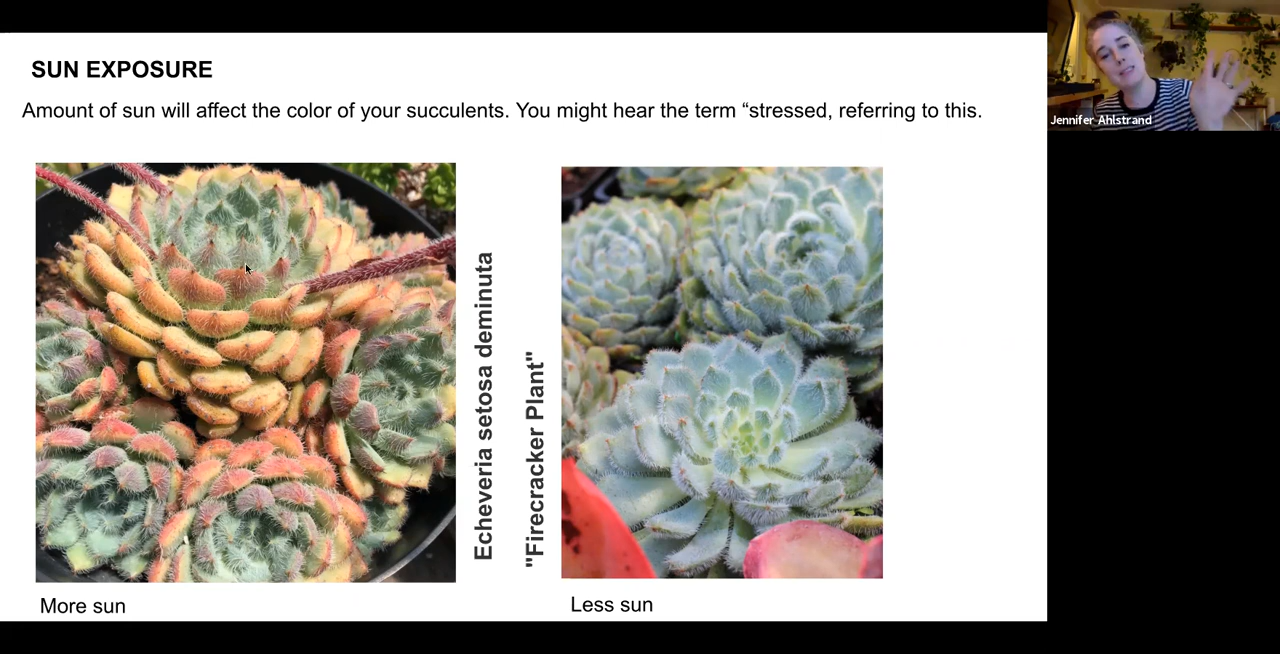 SUN EXPOSURE
Amount of sun will affect the color of your succulents. You might hear the term “stressed, referring to this.
Jennifer Ahlstrand
Echeveria setosa deminuta
"Firecracker Plant"
More sun
Less sun